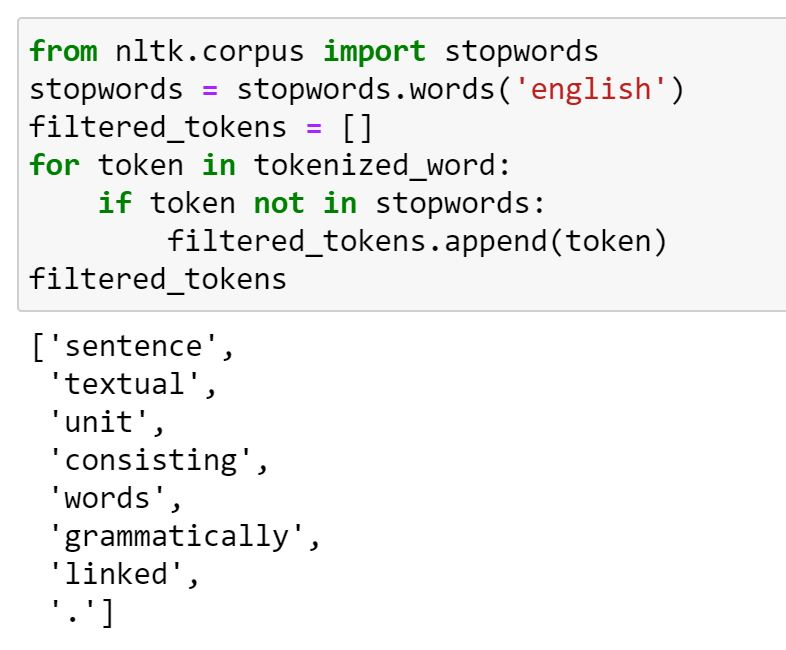 from nltk.corpus import stopwords
stopwords = stopwords.words('english')
filtered_tokens = []
for token in tokenized_word:
    if token not in stopwords:
        filtered_tokens.append(token)
filtered_tokens
['sentence',
 'textual',
 'unit',
 'consisting',
 'words',
 'grammatically',
 'linked',
 '.']